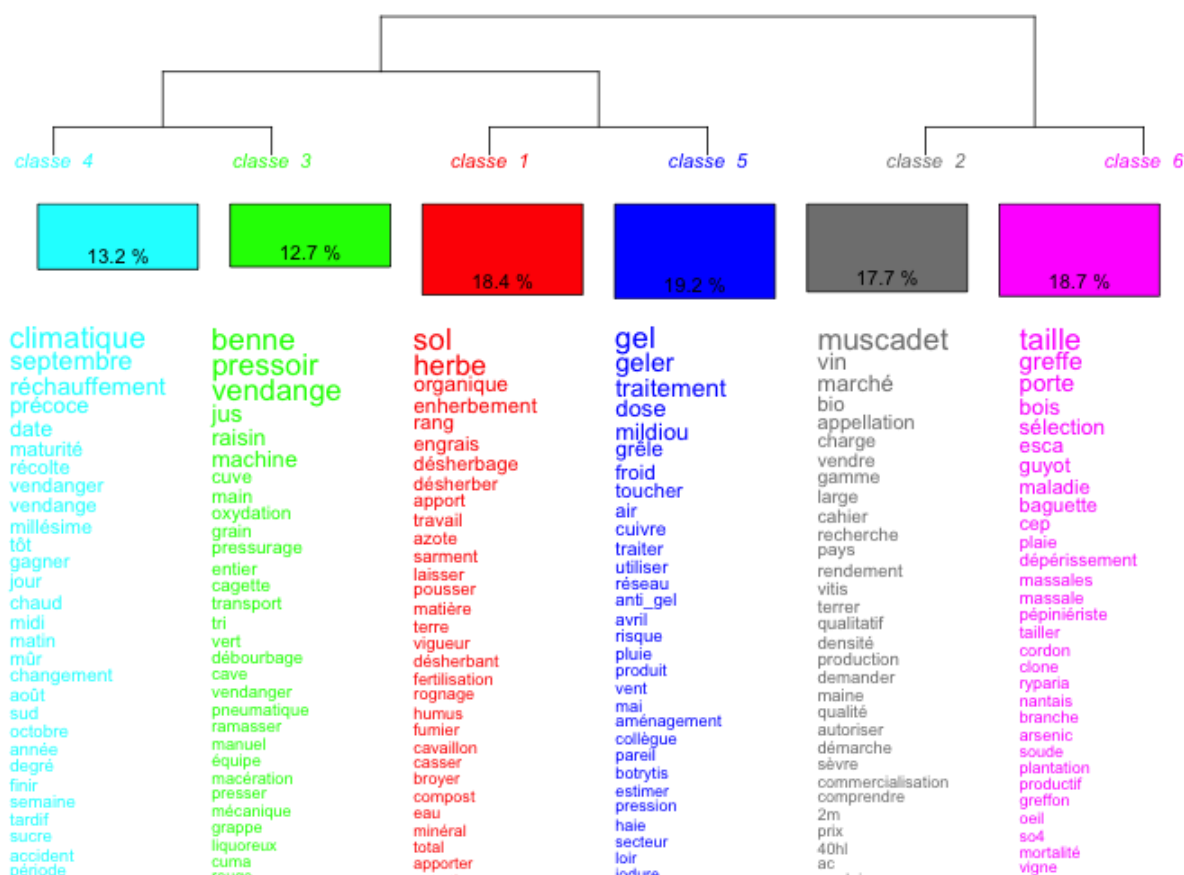 classe 4
classe 3
classe 1
classe 5
classe 2
classe 6
13.2 %
12.7 %
18.4 %
19.2 %
17.7 %
18.7 %
climatique
septembre
réchauffement
précoce
date
maturité
récolte
vendanger
vendange
millésime
tôt
gagner
jour
chaud
midi
matin
mûr
changement
août
sud
octobre
année
degré
finir
semaine
tardif
sucre
accident
période
benne
pressoir
vendange
jus
raisin
machine
cuve
main
oxydation
grain
pressurage
entier
cagette
transport
tri
vert
débourbage
cave
vendanger
pneumatique
ramasser
manuel
équipe
macération
presser
mécanique
grappe
liquoreux
cuma
sol
herbe
organique
enherbement
rang
engrais
désherbage
désherber
apport
travail
azote
sarment
laisser
pousser
matière
terre
vigueur
désherbant
fertilisation
rognage
humus
fumier
cavaillon
casser
broyer
compost
eau
minéral
total
apporter
gel
geler
traitement
dose
mildiou
grêle
froid
toucher
air
cuivre
traiter
utiliser
réseau
anti_gel
avril
risque
pluie
produit
vent
mai
aménagement
collègue
pareil
botrytis
estimer
pression
haie
secteur
loir
muscadet
vin
marché
bio
appellation
charge
vendre
gamme
large
cahier
recherche
pays
rendement
vitis
terrer
qualitatif
densité
production
demander
maine
qualité
autoriser
démarche
sèvre
commercialisation
comprendre
2m
prix
40hl
ac
taille
greffe
porte
bois
sélection
esca
guyot
maladie
baguette
cep
plaie
dépérissement
massales
massale
pépiniériste
tailler
cordon
clone
ryparia
nantais
branche
arsenic
soude
plantation
productif
greffon
oeil
so4
mortalité
vigne